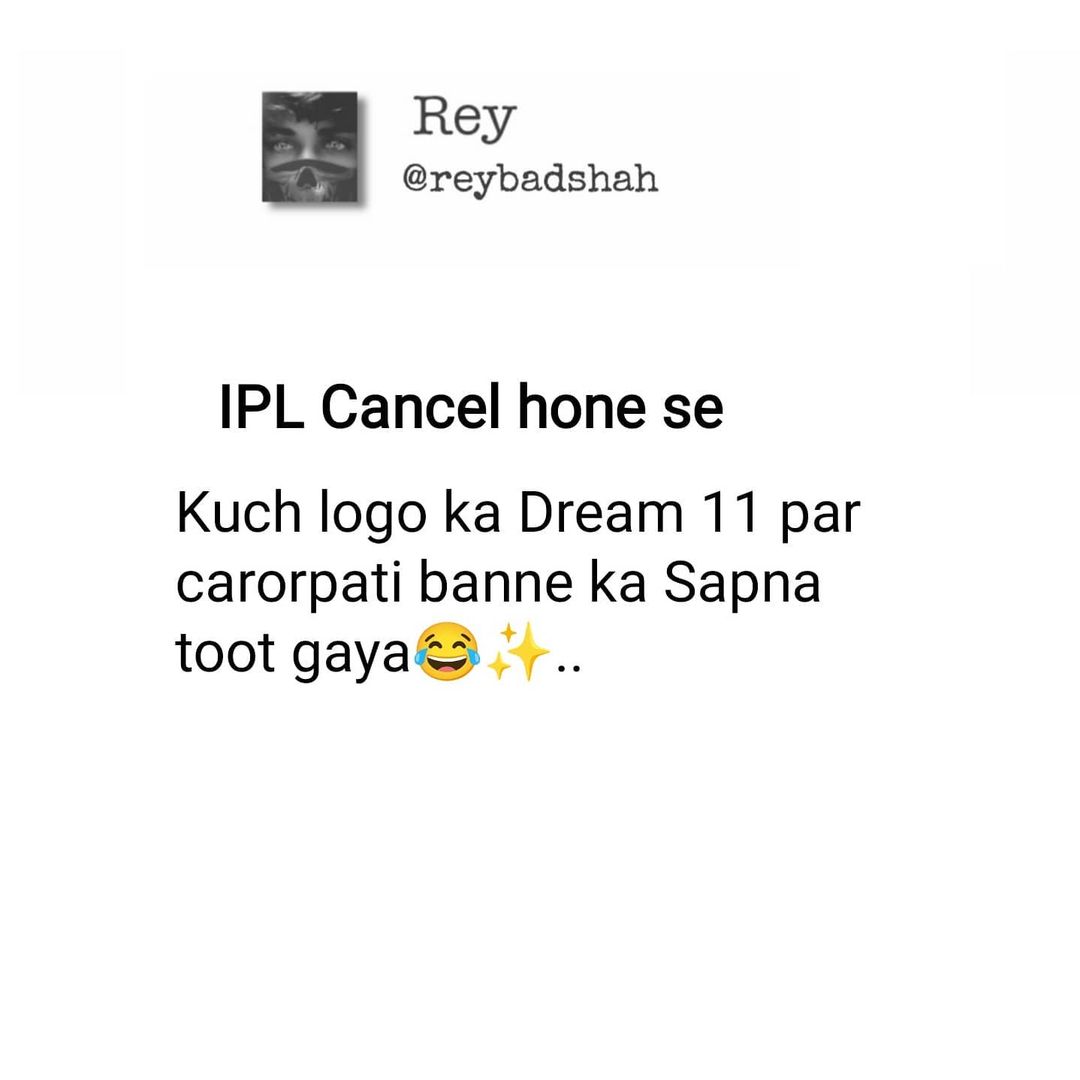 Rey
@reybadshah
IPL Cancel hone se
Kuch logo ka Dream 11 par
carorpati banne ka Sapna
toot gaya😂✨..